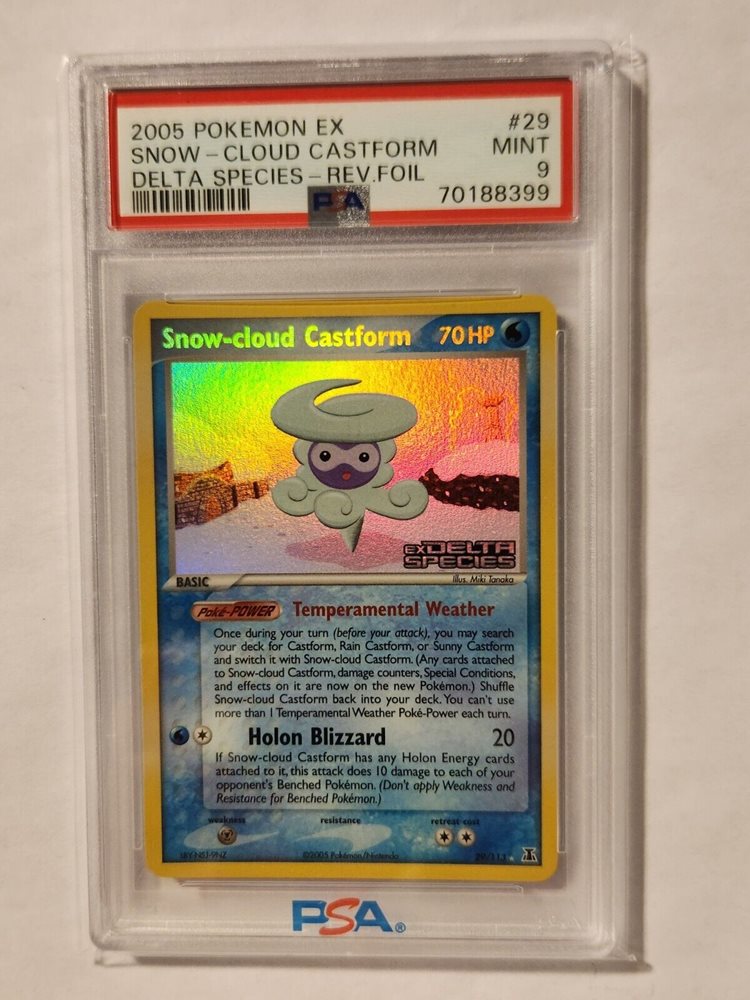 2005 POKEMON EX #29
SNOW-CLOUD CASTFORM MINT
DELTA SPECIES-REV.FOIL 9
PSA 70188399
Snow-cloud Castform 70 HP
EX DELTA
SPECIES
BASIC Illus. Miki Tanaka
Poké-POWER Temperamental Weather
Once during your turn (before your attack), you may search
your deck for Castform, Rain Castform, or Sunny Castform
and switch it with Snow-cloud Castform. (Any cards attached
to Snow-cloud Castform, damage counters, Special Conditions,
and effects on it are now on the new Pokémon.) Shuffle
Snow-cloud Castform back into your deck. You can't use
more than 1 Temperamental Weather Poké-Power each turn.
Holon Blizzard 20
If Snow-cloud Castform has any Holon Energy cards
attached to it, this attack does 10 damage to each of your
opponent's Benched Pokémon. (Don't apply Weakness and
Resistance for Benched Pokémon.)
weakness resistance retreat cost
©2005 Pokémon/Nintendo 29/113
PSA®